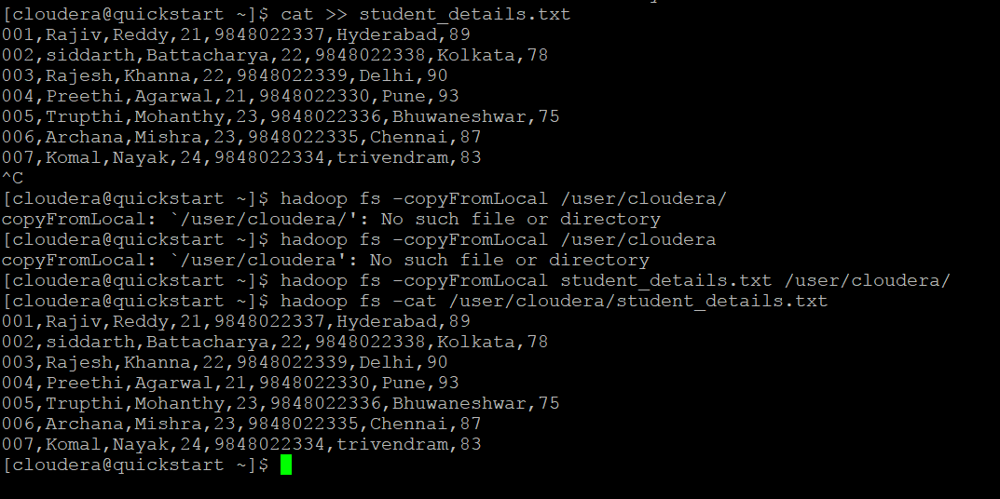 [cloudera@quickstart ~]$ cat >> student_details.txt
001,Rajiv,Reddy,21,9848022337,Hyderabad,89
002,siddarth,Battacharya,22,9848022338,Kolkata,78
003,Rajesh,Khanna,22,9848022339,Delhi,90
004,Preethi,Agarwal,21,9848022330,Pune,93
005,Trupthi,Mohanthy,23,9848022336,Bhuwaneshwar,75
006,Archana,Mishra,23,9848022335,Chennai,87
007,Komal,Nayak,24,9848022334,trivendram,83
^C
[cloudera@quickstart ~]$ hadoop fs -copyFromLocal /user/cloudera/
copyFromLocal: `/user/cloudera/': No such file or directory
[cloudera@quickstart ~]$ hadoop fs -copyFromLocal /user/cloudera
copyFromLocal: `/user/cloudera': No such file or directory
[cloudera@quickstart ~]$ hadoop fs -copyFromLocal student_details.txt /user/cloudera/
[cloudera@quickstart ~]$ hadoop fs -cat /user/cloudera/student_details.txt
001,Rajiv,Reddy,21,9848022337,Hyderabad,89
002,siddarth,Battacharya,22,9848022338,Kolkata,78
003,Rajesh,Khanna,22,9848022339,Delhi,90
004,Preethi,Agarwal,21,9848022330,Pune,93
005,Trupthi,Mohanthy,23,9848022336,Bhuwaneshwar,75
006,Archana,Mishra,23,9848022335,Chennai,87
007,Komal,Nayak,24,9848022334,trivendram,83
[cloudera@quickstart ~]$